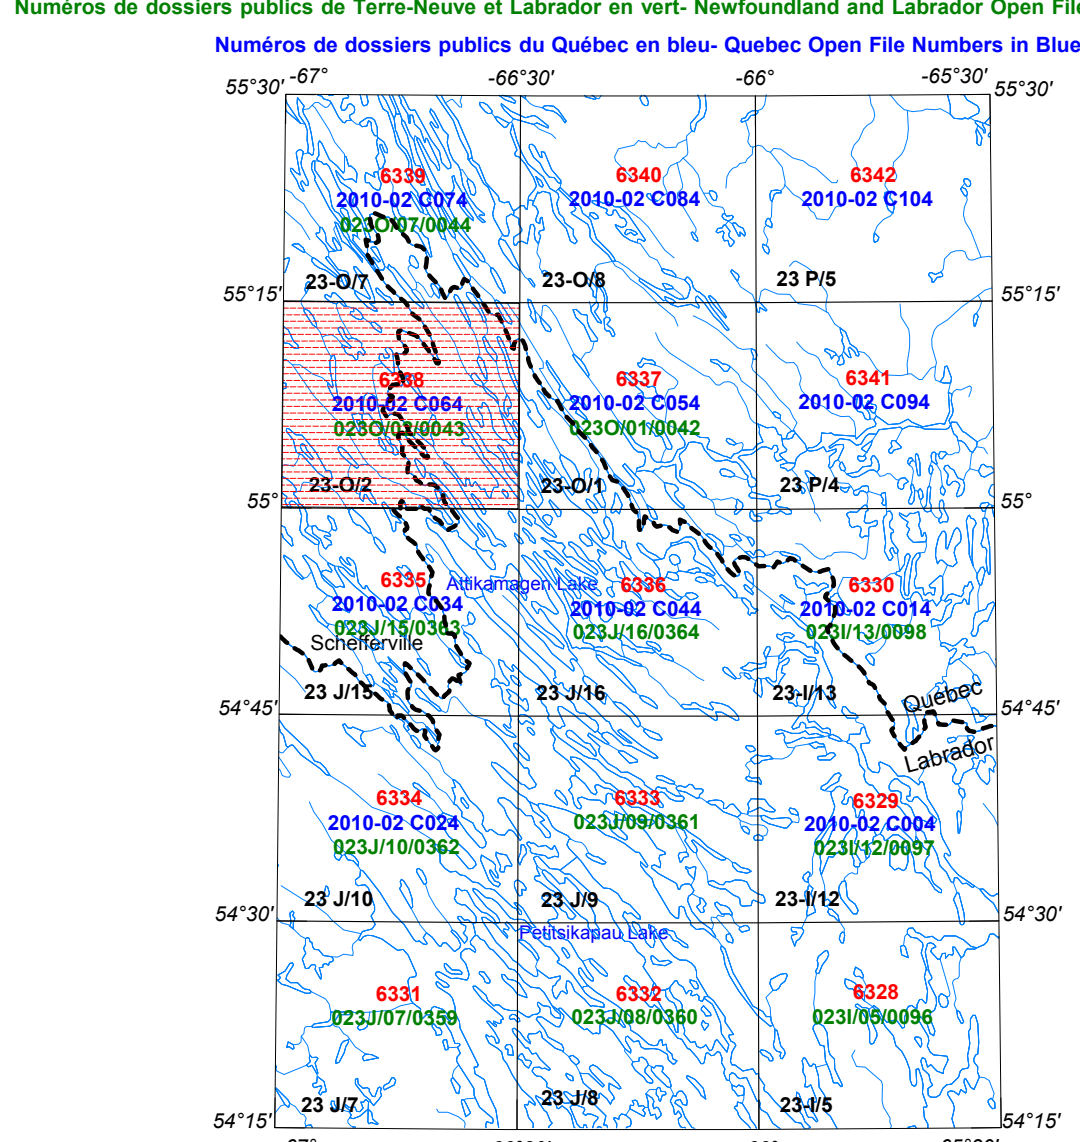 Numéros de dossiers publics de Terre-Neuve et Labrador en vert- Newfoundland and Labrador Open File
Numéros de dossiers publics du Québec en bleu- Quebec Open File Numbers in Blue
-67° -66°30' -66° -65°30'
55°30' 55°30'
6339 6340 6342
2010-02 C074 2010-02 C084 2010-02 C104
023O/07/0044
23-O/7 23-O/8 23 P/5
55°15' 55°15'
6338 6337 6341
2010-02 C064 2010-02 C054 2010-02 C094
023O/02/0043 023O/01/0042
23-O/2 23-O/1 23 P/4
55° 55°
6335 Attikamagen Lake 6336 6330
2010-02 C034 2010-02 C044 2010-02 C014
023J/15/0363 023J/16/0364 023I/13/0098
Schefferville
23 J/15 23 J/16 23-I/13
Québec
54°45' 54°45'
Labrador
6334 6333 6329
2010-02 C024 023J/09/0361 2010-02 C004
023J/10/0362 023I/12/0097
23 J/10 23 J/9 23-I/12
54°30' 54°30'
Petitsikapau Lake
6331 6332 6328
023J/07/0359 023J/08/0360 023I/05/0096
23 J/7 23 J/8 23-I/5
54°15' 54°15'